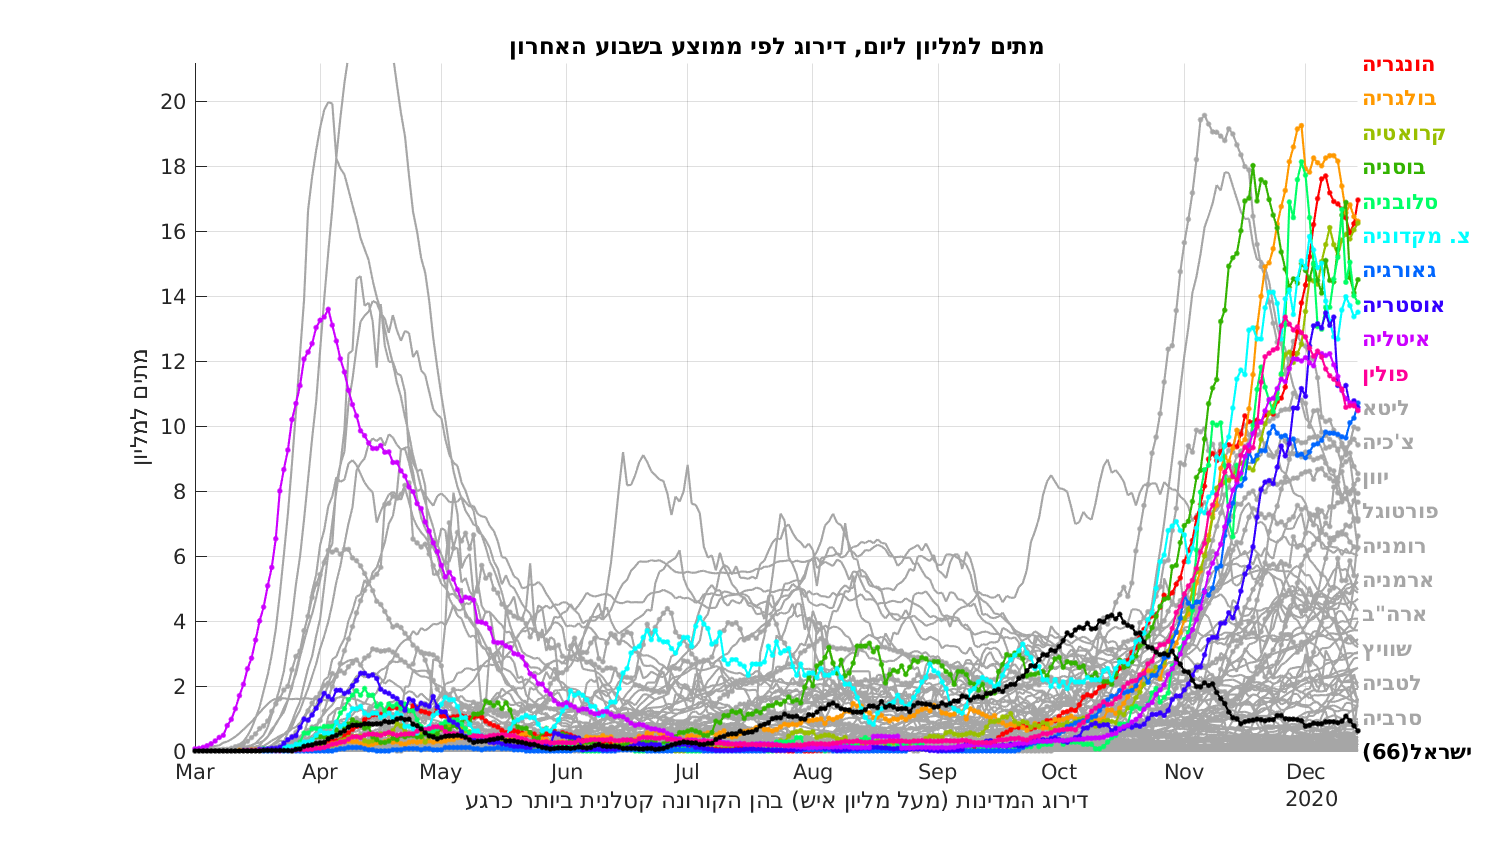 מתים למליון ליום, דירוג לפי ממוצע בשבוע האחרון
מתים למליון
20
18
16
14
12
10
8
6
4
2
0
Mar Apr May Jun Jul Aug Sep Oct Nov Dec
2020
דירוג המדינות (מעל מליון איש) בהן הקורונה קטלנית ביותר כרגע
הונגריה
בולגריה
קרואטיה
בוסניה
סלובניה
צ. מקדוניה
גאורגיה
אוסטריה
איטליה
פולין
ליטא
צ'כיה
יוון
פורטוגל
רומניה
ארמניה
ארה"ב
שוויץ
לטביה
סרביה
ישראל(66)